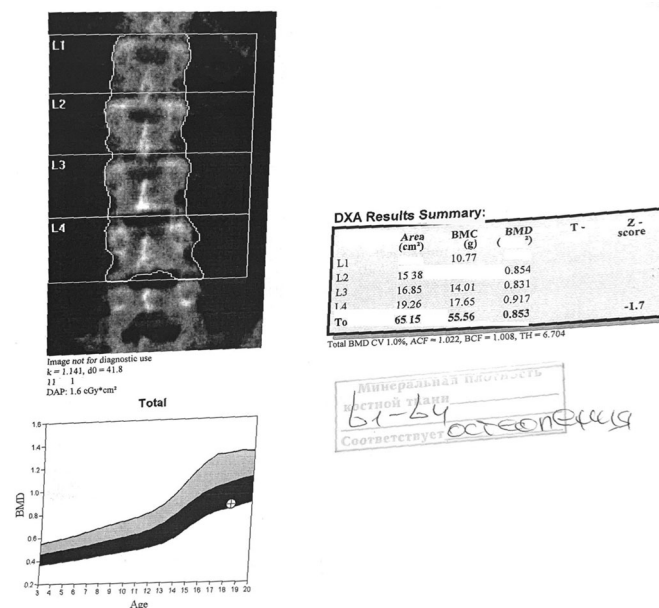 L1
L2
L3
L4
Image not for diagnostic use
k = 1.141, d0 = 41.8
11 1
DAP: 1.6 cGy*cm²
Total
BMD
1.6
1.4
1.2
1.0
0.8
0.6
0.4
0.2
3 4 5 6 7 8 9 10 11 12 13 14 15 16 17 18 19 20
Age
DXA Results Summary:
Area (cm²) BMC (g) BMD ( ²) T - Z - score
L1 10.77
L2 15 38 0.854
L3 16.85 14.01 0.831
L4 19.26 17.65 0.917
To 65 15 55.56 0.853 -1.7
Total BMD CV 1.0%, ACF = 1.022, BCF = 1.008, TH = 6.704
Минеральная плотность
костной ткани
L1-L4
Соответствует остеопения